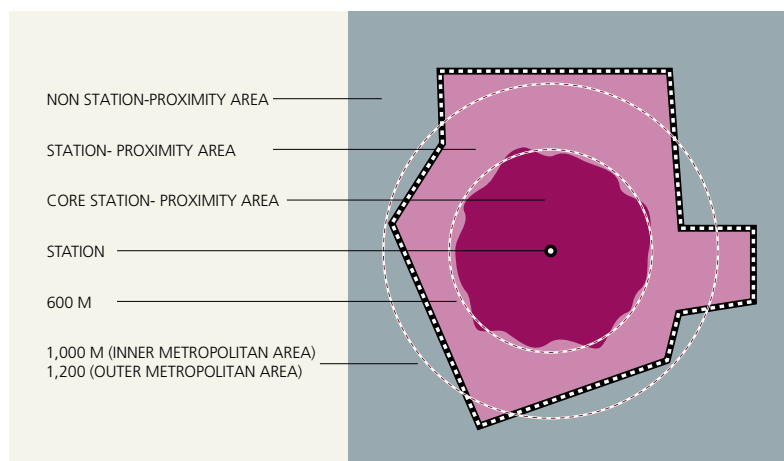 NON STATION-PROXIMITY AREA
STATION- PROXIMITY AREA
CORE STATION- PROXIMITY AREA
STATION
600 M
1,000 M (INNER METROPOLITAN AREA)
1,200 (OUTER METROPOLITAN AREA)